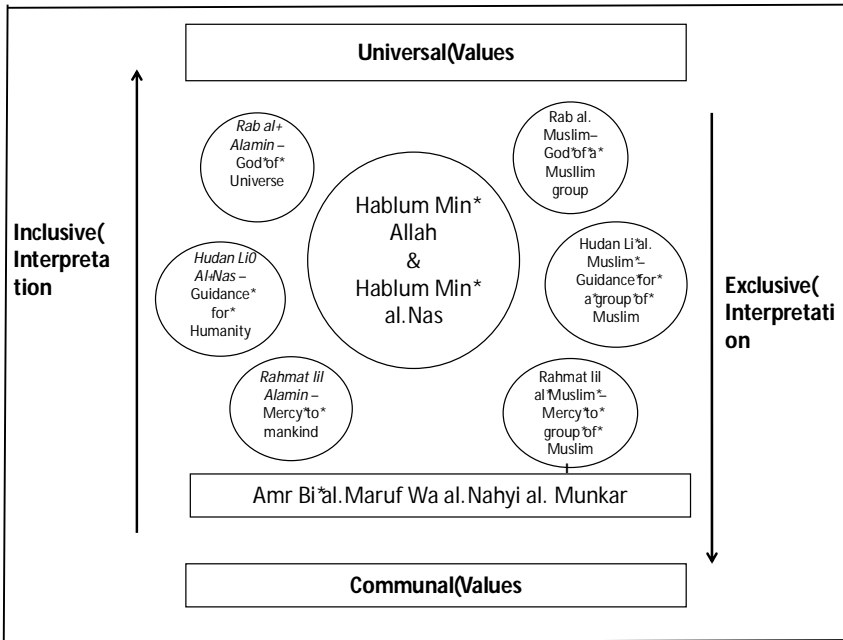 Universal(Values
Rab al+
Alamin –
God*of*
Universe
Rab al.
Muslim–
God*of*a*
Musllim
group
Hablum Min*
Allah
&
Hablum Min*
al.Nas
Inclusive(
Interpreta
tion
Hudan Li0
Al+Nas –
Guidance*
for*
Humanity
Hudan Li*al.
Muslim*–
Guidance*for*
a*group*of*
Muslim
Exclusive(
Interpretati
on
Rahmat lil
Alamin –
Mercy*to*
mankind
Rahmat lil
al*Muslim*–
Mercy*to*
group*of*
Muslim
Amr Bi*al.Maruf Wa al.Nahyi al. Munkar
Communal(Values